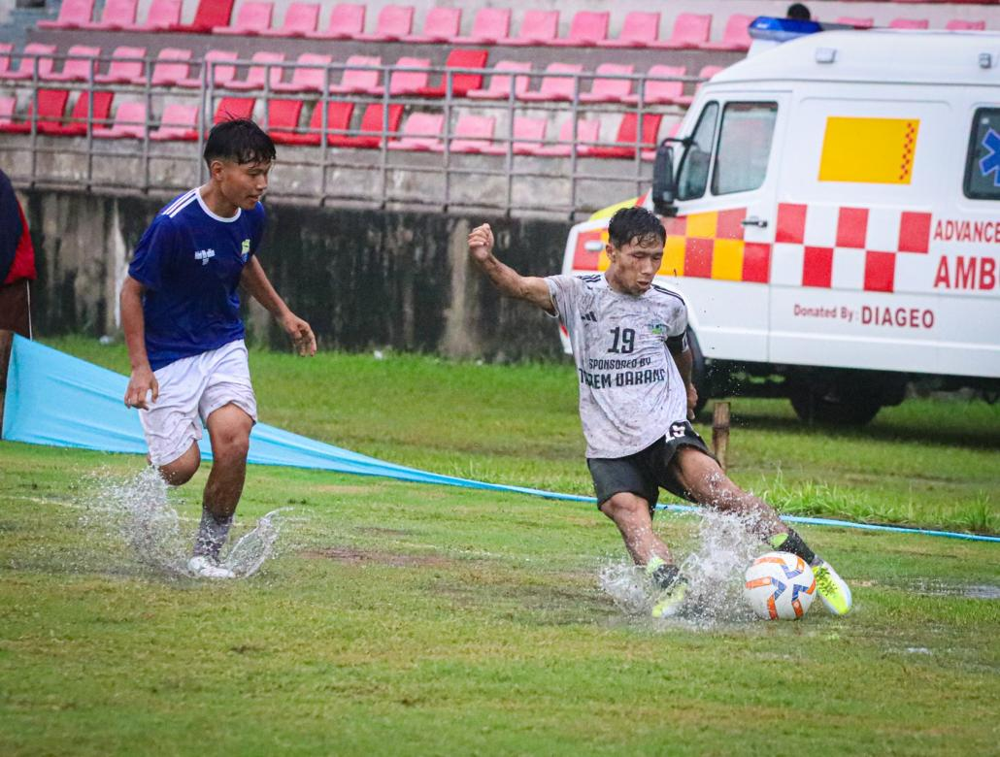 ADVANCE
AMB
Donated By : DIAGEO
19
SPONSORED BY
DARANG